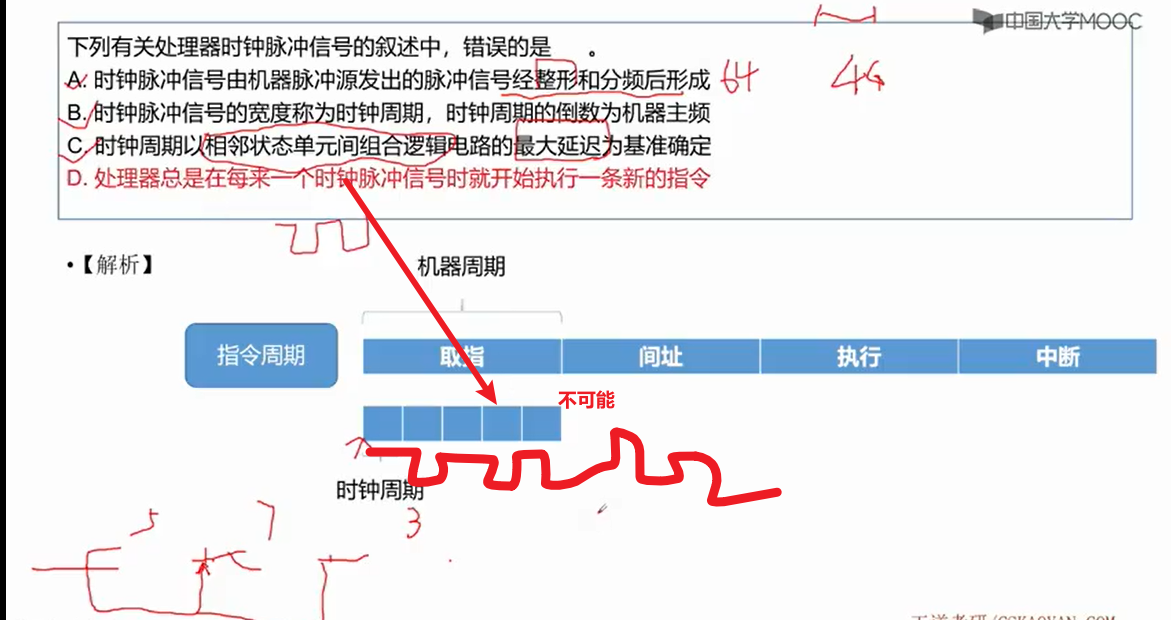 中国大学MOOC
下列有关处理器时钟脉冲信号的叙述中，错误的是 。
A. 时钟脉冲信号由机器脉冲源发出的脉冲信号经整形和分频后形成 64
B. 时钟脉冲信号的宽度称为时钟周期，时钟周期的倒数为机器主频
C. 时钟周期以相邻状态单元间组合逻辑电路的最大延迟为基准确定
D. 处理器总是在每来一个时钟脉冲信号时就开始执行一条新的指令
•【解析】
机器周期
指令周期 取指 间址 执行 中断
不可能
时钟周期
5 7 3